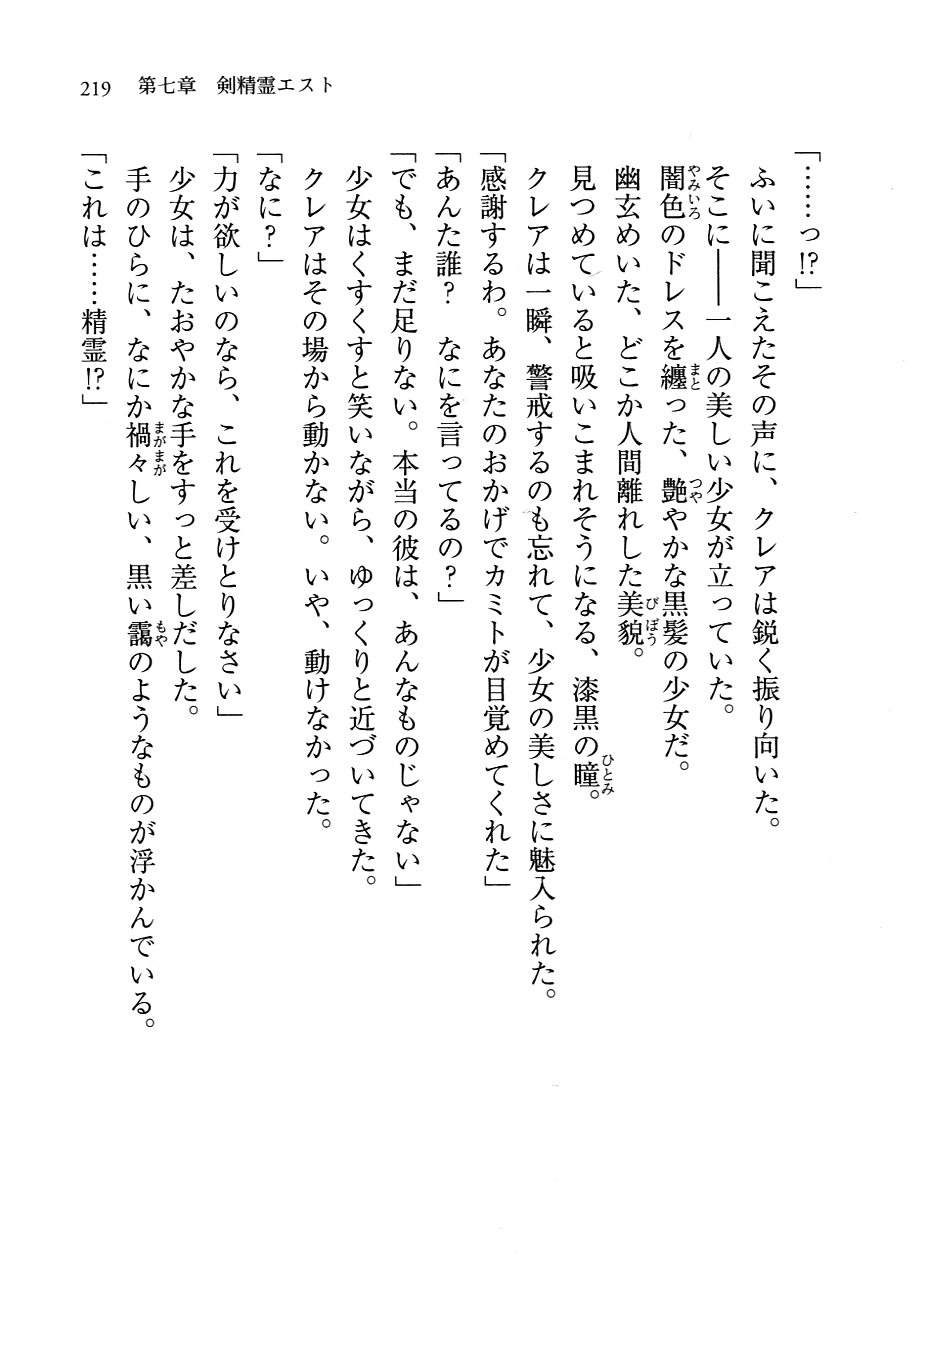 219　第七章　剣精霊エスト
「……っ!?」
ふいに聞こえたその声に、クレアは鋭く振り向いた。
そこに――一人の美しい少女が立っていた。
闇色のドレスを纏った、艶やかな黒髪の少女だ。
幽玄めいた、どこか人間離れした美貌。
見つめていると吸いこまれそうになる、漆黒の瞳。
クレアは一瞬、警戒するのも忘れて、少女の美しさに魅入られた。
「感謝するわ。あなたのおかげでカミトが目覚めてくれた」
「あんた誰？　なにを言ってるの？」
「でも、まだ足りない。本当の彼は、あんなものじゃない」
少女はくすくすと笑いながら、ゆっくりと近づいてきた。
クレアはその場から動かない。いや、動けなかった。
「なに？」
「力が欲しいのなら、これを受けとりなさい」
少女は、たおやかな手をすっと差しだした。
手のひらに、なにか禍々しい、黒い靄のようなものが浮かんでいる。
「これは……精霊!?」